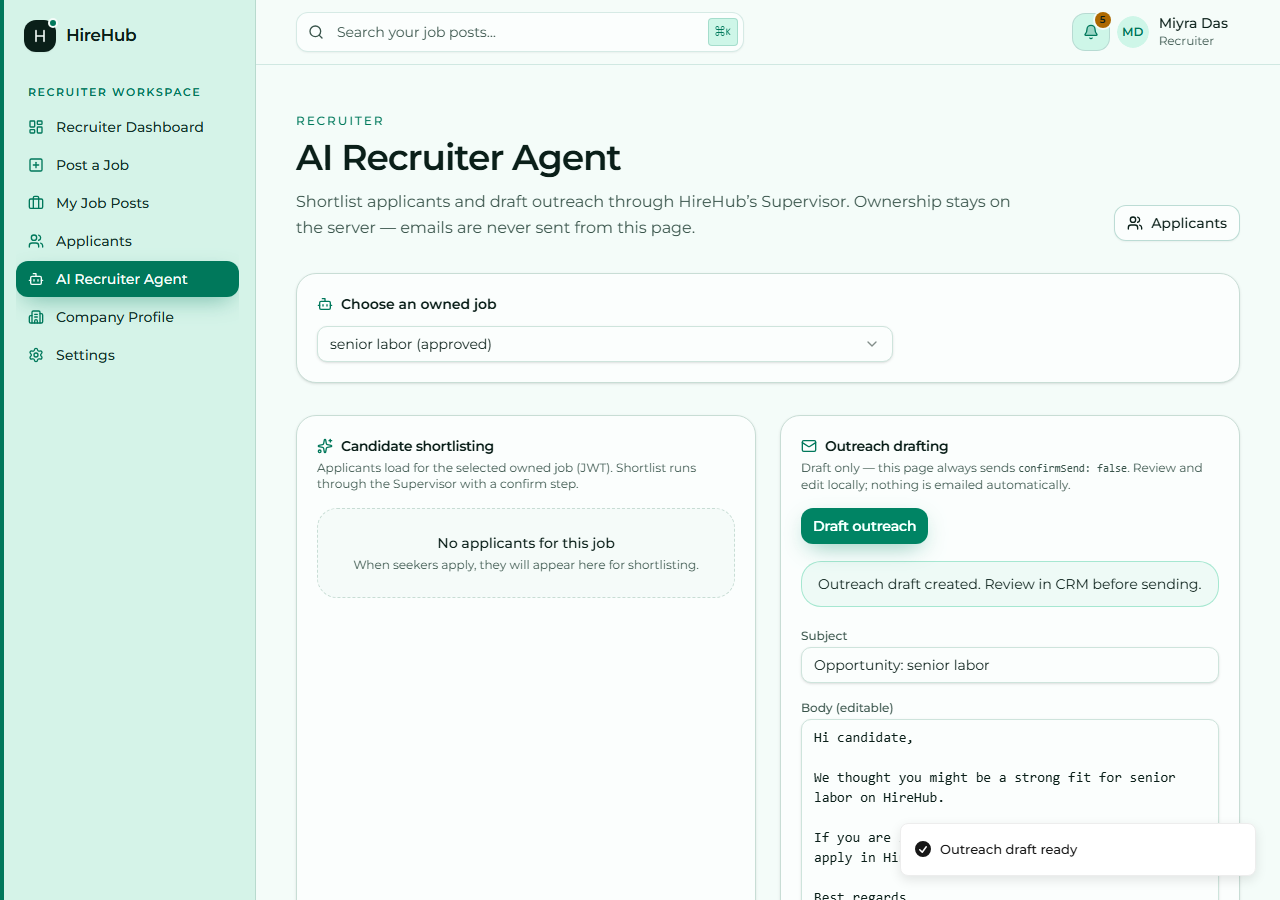 H HireHub
RECRUITER WORKSPACE
Recruiter Dashboard
Post a Job
My Job Posts
Applicants
AI Recruiter Agent
Company Profile
Settings
Search your job posts...
⌘K
5
MD
Miyra Das
Recruiter
RECRUITER
AI Recruiter Agent
Shortlist applicants and draft outreach through HireHub’s Supervisor. Ownership stays on
the server — emails are never sent from this page.
Applicants
Choose an owned job
senior labor (approved)
Candidate shortlisting
Applicants load for the selected owned job (JWT). Shortlist runs
through the Supervisor with a confirm step.
No applicants for this job
When seekers apply, they will appear here for shortlisting.
Outreach drafting
Draft only — this page always sends confirmSend: false. Review and
edit locally; nothing is emailed automatically.
Draft outreach
Outreach draft created. Review in CRM before sending.
Subject
Opportunity: senior labor
Body (editable)
Hi candidate,
We thought you might be a strong fit for senior
labor on HireHub.
If you are
apply in Hi
Best regards
Outreach draft ready